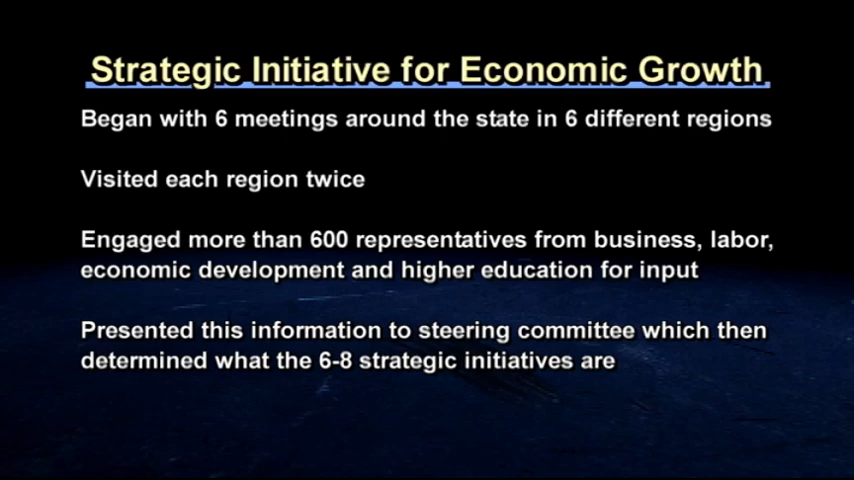 Strategic Initiative for Economic Growth
Began with 6 meetings around the state in 6 different regions
Visited each region twice
Engaged more than 600 representatives from business, labor,
economic development and higher education for input
Presented this information to steering committee which then
determined what the 6-8 strategic initiatives are